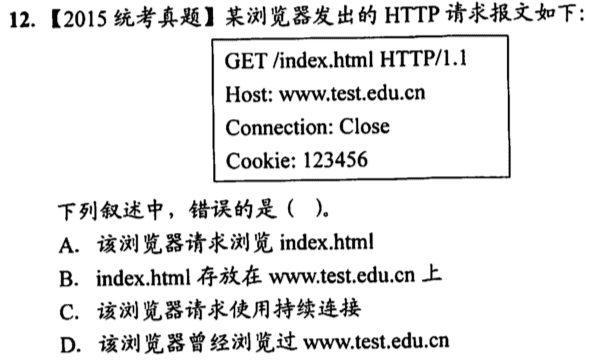 12. 【2015 统考真题】某浏览器发出的 HTTP 请求报文如下：
GET /index.html HTTP/1.1
Host: www.test.edu.cn
Connection: Close
Cookie: 123456
下列叙述中，错误的是（ ）。
A. 该浏览器请求浏览 index.html
B. index.html 存放在 www.test.edu.cn 上
C. 该浏览器请求使用持续连接
D. 该浏览器曾经浏览过 www.test.edu.cn